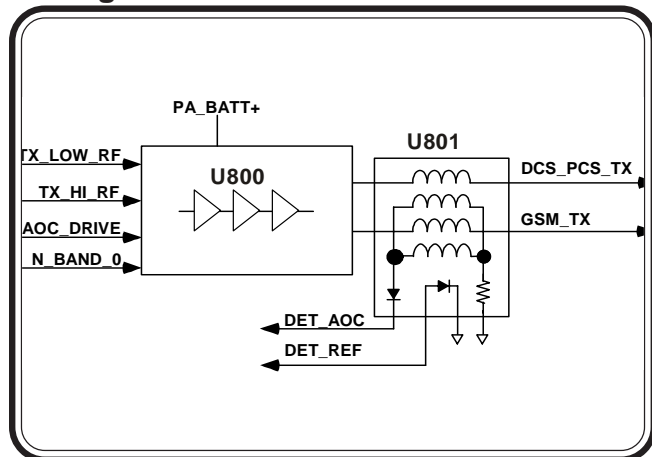 PA_BATT+
U801
TX_LOW_RF
U800
DCS_PCS_TX
TX_HI_RF
AOC_DRIVE
GSM_TX
N_BAND_0
DET_AOC
DET_REF